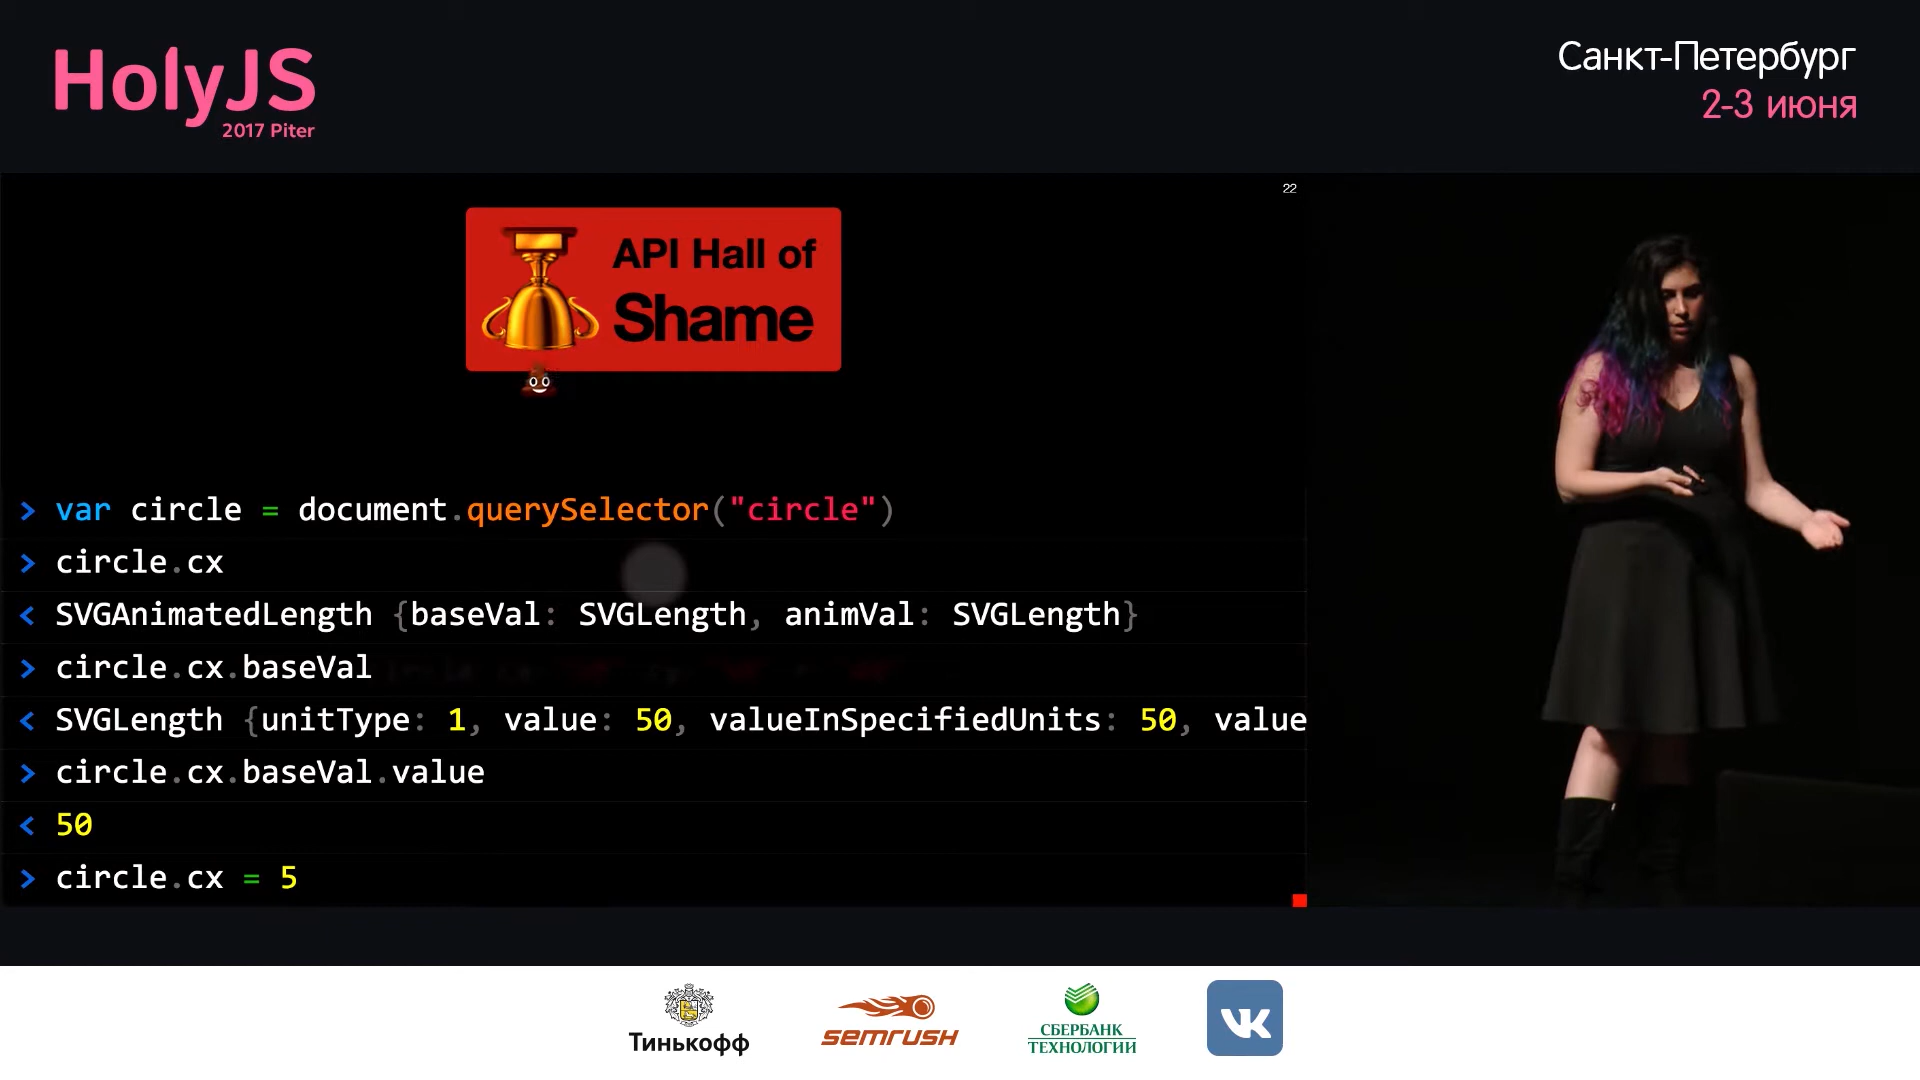 HolyJS
2017 Piter
Санкт-Петербург
2-3 июня
22
API Hall of
Shame
> var circle = document.querySelector("circle")
> circle.cx
< SVGAnimatedLength {baseVal: SVGLength, animVal: SVGLength}
> circle.cx.baseVal
< SVGLength {unitType: 1, value: 50, valueInSpecifiedUnits: 50, value
> circle.cx.baseVal.value
< 50
> circle.cx = 5
Тинькофф
SEMRUSH
СБЕРБАНК
ТЕХНОЛОГИИ
VK